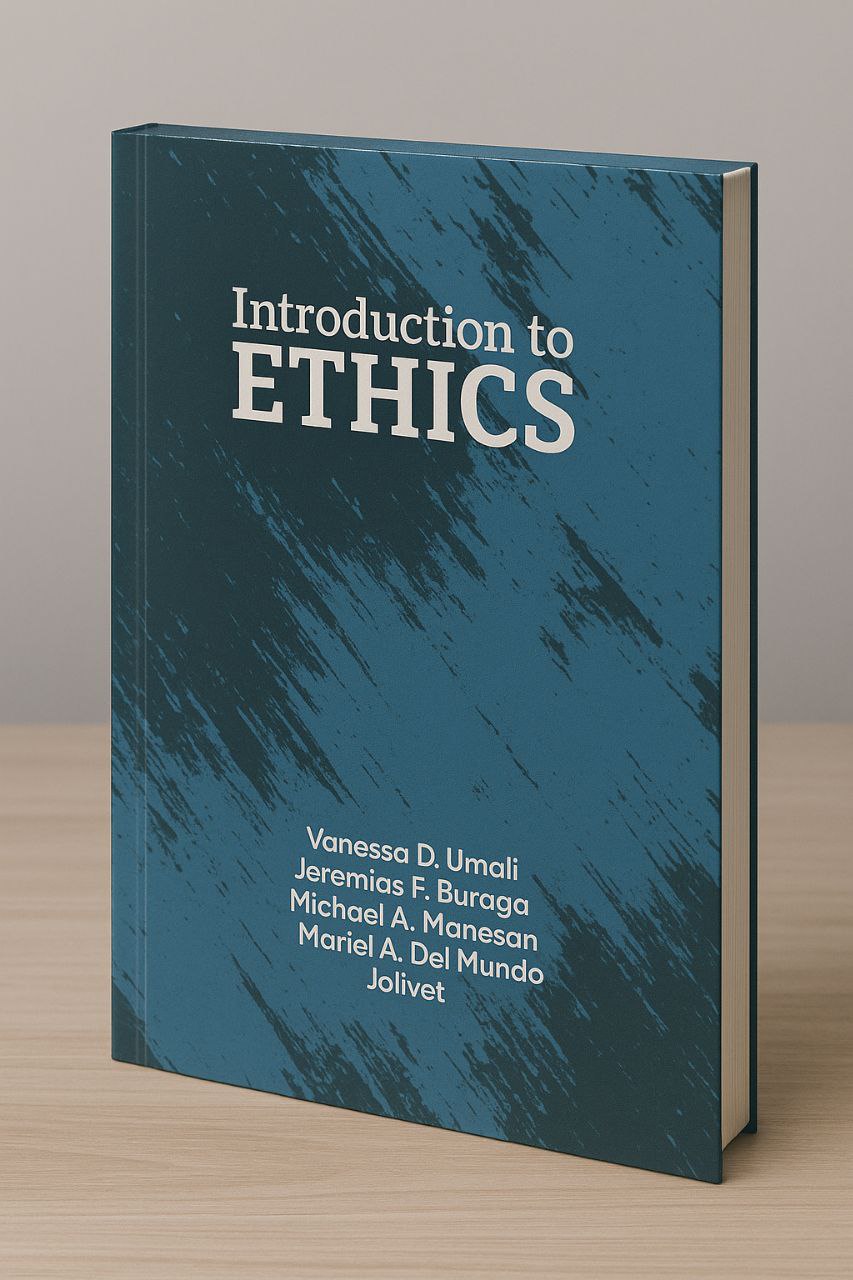 Introduction to
ETHICS
Vanessa D. Umali
Jeremias F. Buraga
Michael A. Manesan
Mariel A. Del Mundo
Jolivet